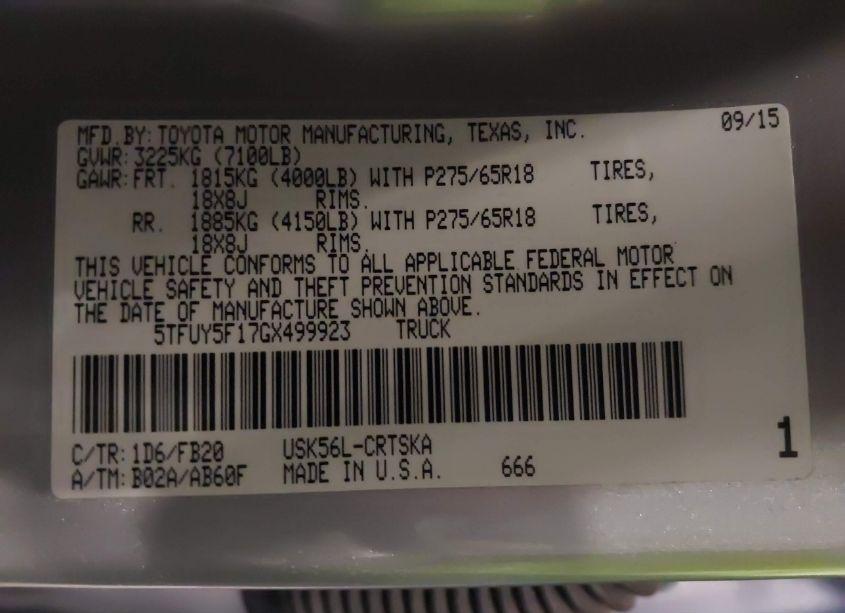 MFD.BY: TOYOTA MOTOR MANUFACTURING, TEXAS, INC. 09/15
GVWR: 3225KG (7100LB)
GAWR: FRT. 1815KG (4000LB) WITH P275/65R18 TIRES,
18X8J RIMS.
RR. 1885KG (4150LB) WITH P275/65R18 TIRES,
18X8J RIMS.
THIS VEHICLE CONFORMS TO ALL APPLICABLE FEDERAL MOTOR
VEHICLE SAFETY AND THEFT PREVENTION STANDARDS IN EFFECT ON
THE DATE OF MANUFACTURE SHOWN ABOVE.
5TFUY5F17GX499923 TRUCK
C/TR: 1D6/FB20 USK56L-CRTSKA
A/TM: B02A/AB60F MADE IN U.S.A. 666
1